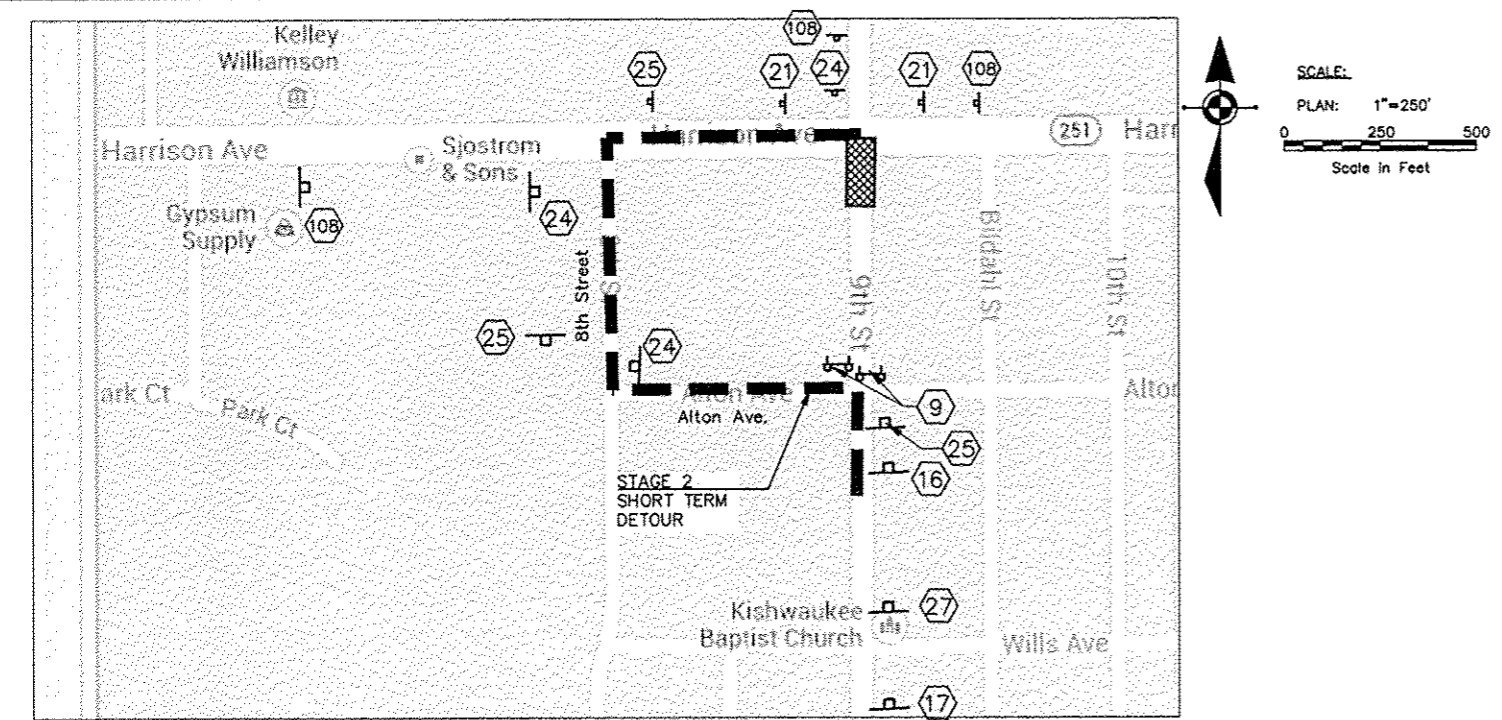 Kelley
Williamson
108
25
21
24
21
108
SCALE:
PLAN: 1"=250'
0 250 500
Scale in Feet
Harrison Ave
Sjostrom
& Sons
Harrison Ave
251
Harr
Gypsum
Supply
108
24
8th Street
25
24
9th St
Bildahl St
10th St
ark Ct
Park Ct
Alton Ave
Alton Ave.
Alton
9
25
16
STAGE 2
SHORT TERM
DETOUR
27
Kishwaukee
Baptist Church
Wills Ave
17